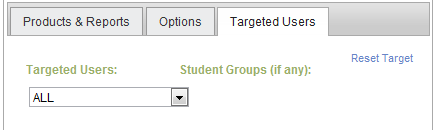 Products & Reports Options Targeted Users
Reset Target
Targeted Users: Student Groups (if any):
ALL